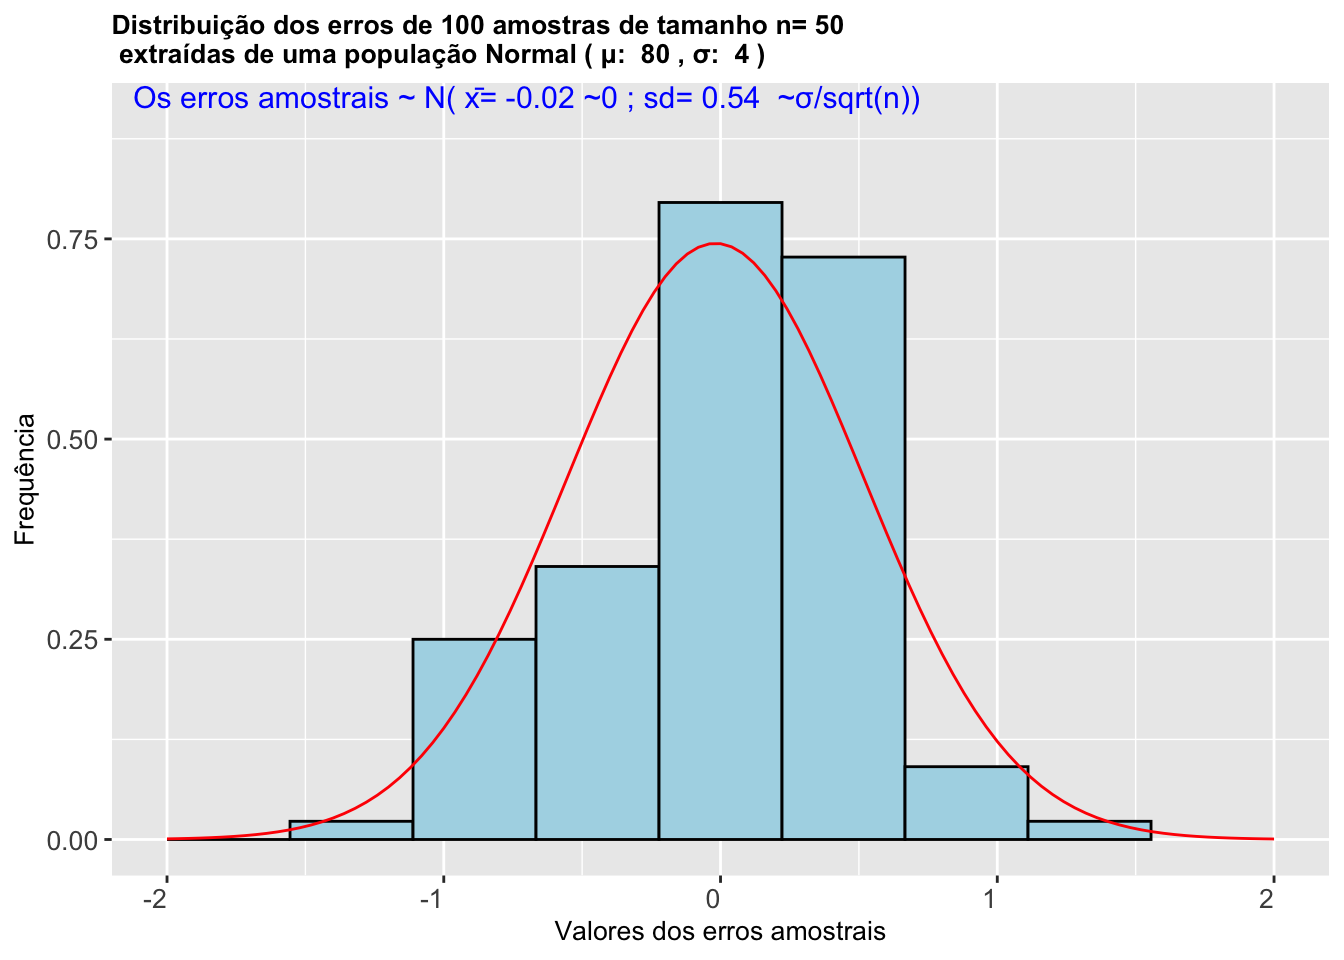 Distribuição dos erros de 100 amostras de tamanho n= 50
extraídas de uma população Normal ( μ:  80 , σ:  4 )
Os erros amostrais ~ N( x̄= -0.02 ~0 ; sd= 0.54  ~σ/sqrt(n))
Frequência
0.75
0.50
0.25
0.00
-2
-1
0
1
2
Valores dos erros amostrais